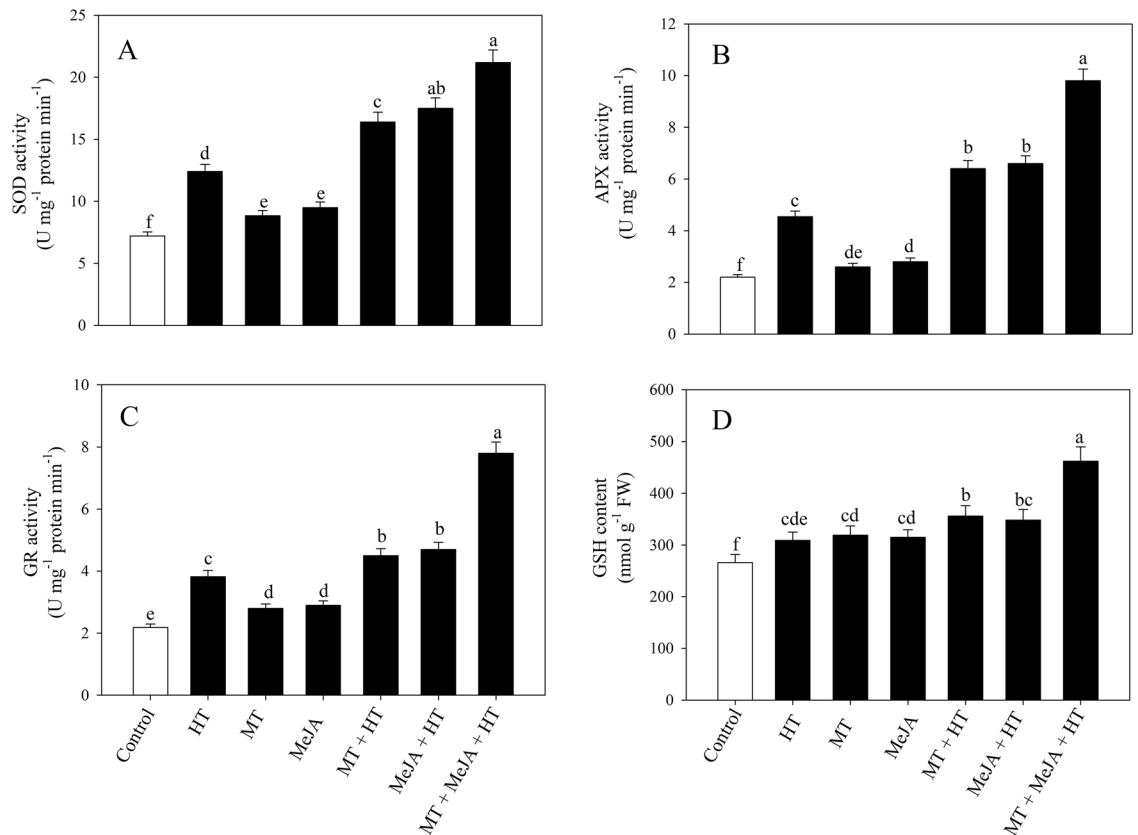 A
SOD activity
(U mg-1 protein min-1)
25
20
15
10
5
0
f
d
e
e
c
ab
a
B
APX activity
(U mg-1 protein min-1)
12
10
8
6
4
2
0
f
c
de
d
b
b
a
C
GR activity
(U mg-1 protein min-1)
10
8
6
4
2
0
e
c
d
d
b
b
a
Control
HT
MT
MeJA
MT + HT
MeJA + HT
MT + MeJA + HT
D
GSH content
(nmol g-1 FW)
600
500
400
300
200
100
0
f
cde
cd
cd
b
bc
a
Control
HT
MT
MeJA
MT + HT
MeJA + HT
MT + MeJA + HT